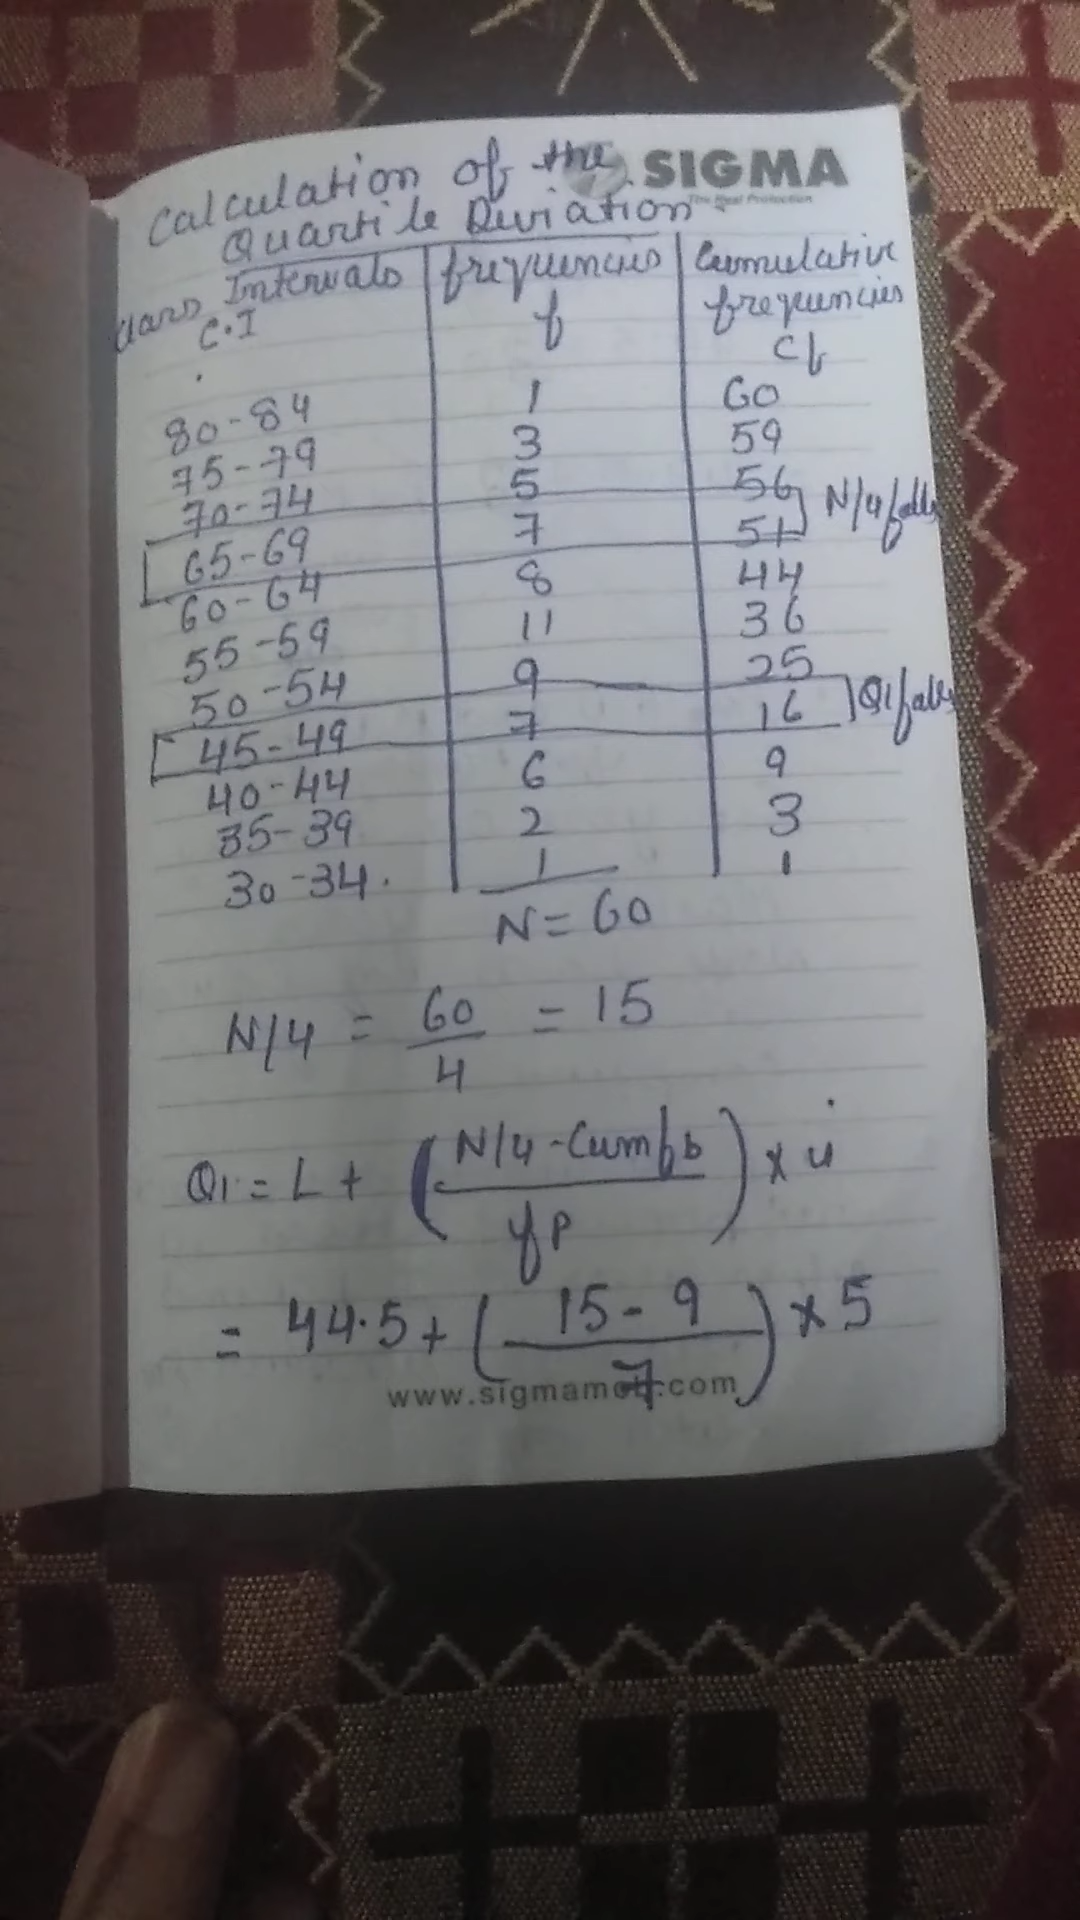 Calculation of the
SIGMA
The Real Protection
Quartile Deviation.
Class Intervals | frequencies | Cumulative
C.I f frequencies
Cf
80-84 1 60
75-79 3 59
70-74 5 56
65-69 7 51 N/4 falls
60-64 8 44
55-59 11 36
50-54 9 25
45-49 7 16 Q1 falls
40-44 6 9
35-39 2 3
30-34. 1 1
N = 60
N/4 = 60/4 = 15
Q1 = L + (N/4 - Cumfb / fp) × i
= 44.5 + (15 - 9 / 7) × 5
www.sigmamob.com